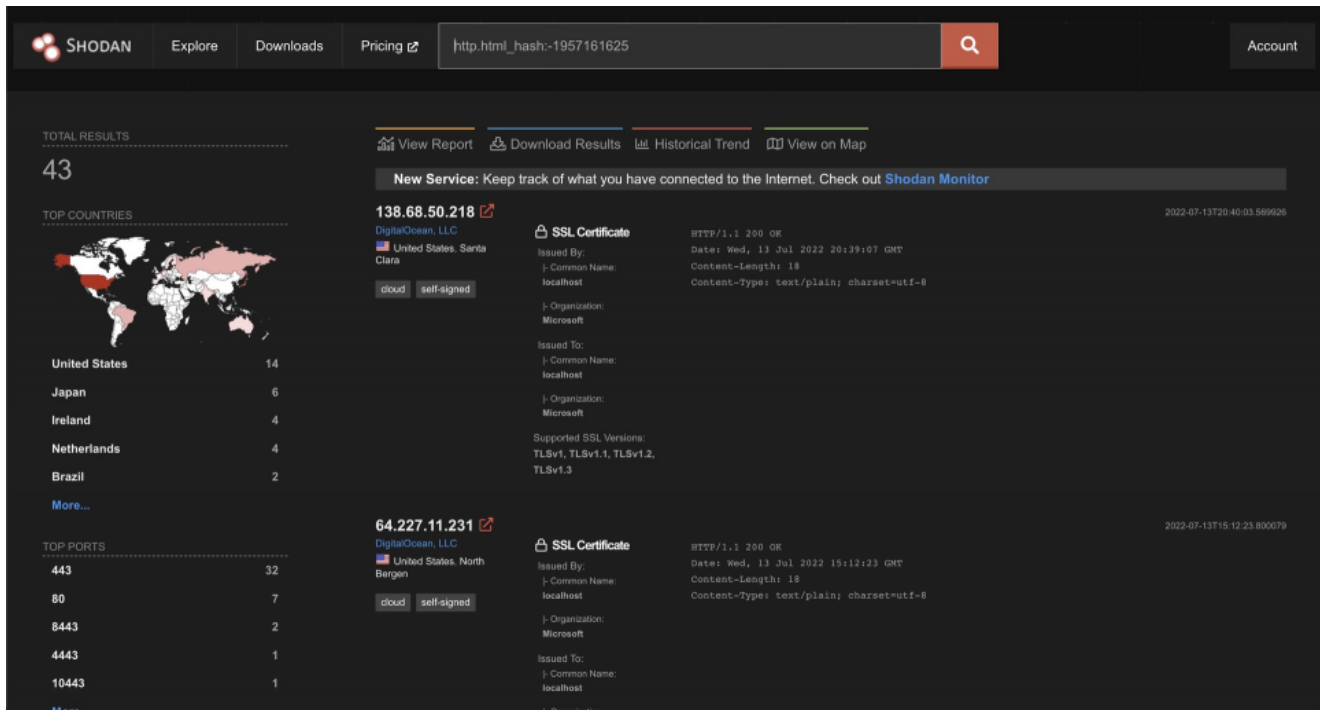 SHODAN Explore Downloads Pricing http.html_hash:-1957161625 Account
TOTAL RESULTS
43
TOP COUNTRIES
United States 14
Japan 6
Ireland 4
Netherlands 4
Brazil 2
More...
TOP PORTS
443 32
80 7
8443 2
4443 1
10443 1
View Report Download Results Historical Trend View on Map
New Service: Keep track of what you have connected to the Internet. Check out Shodan Monitor
138.68.50.218
2022-07-13T20:40:03.569926
DigitalOcean, LLC
United States, Santa
Clara
cloud self-signed
SSL Certificate
Issued By:
|- Common Name:
localhost
|- Organization:
Microsoft
Issued To:
|- Common Name:
localhost
|- Organization:
Microsoft
Supported SSL Versions:
TLSv1, TLSv1.1, TLSv1.2,
TLSv1.3
HTTP/1.1 200 OK
Date: Wed, 13 Jul 2022 20:39:07 GMT
Content-Length: 18
Content-Type: text/plain; charset=utf-8
64.227.11.231
2022-07-13T15:12:23.800079
DigitalOcean, LLC
United States, North
Bergen
cloud self-signed
SSL Certificate
Issued By:
|- Common Name:
localhost
|- Organization:
Microsoft
Issued To:
|- Common Name:
localhost
HTTP/1.1 200 OK
Date: Wed, 13 Jul 2022 15:12:23 GMT
Content-Length: 18
Content-Type: text/plain; charset=utf-8